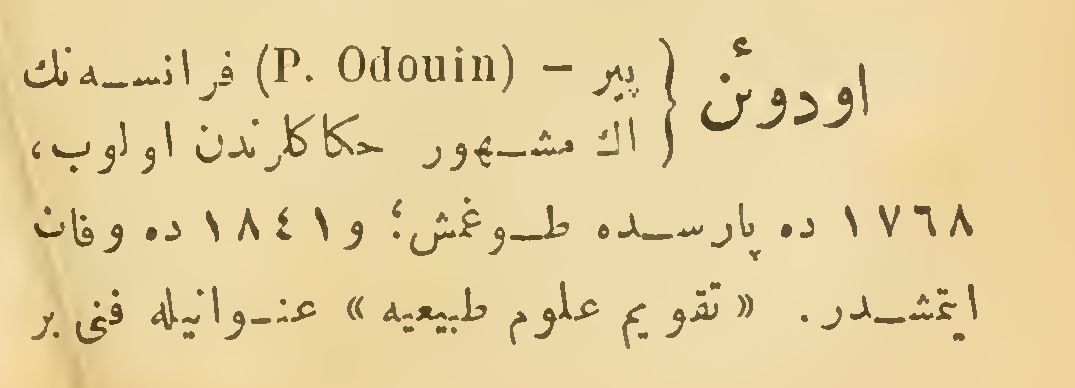 اودوئن { پیر – (P. Odouin) فرانسه‌نك
اك مشهور حكاكلرندن اولوب،
١٧٦٨ ده پارسده طوغمش؛ و ١٨٤١ ده وفات
ایتمشدر. «تقویم علوم طبیعیه» عنوانیله فنی بر